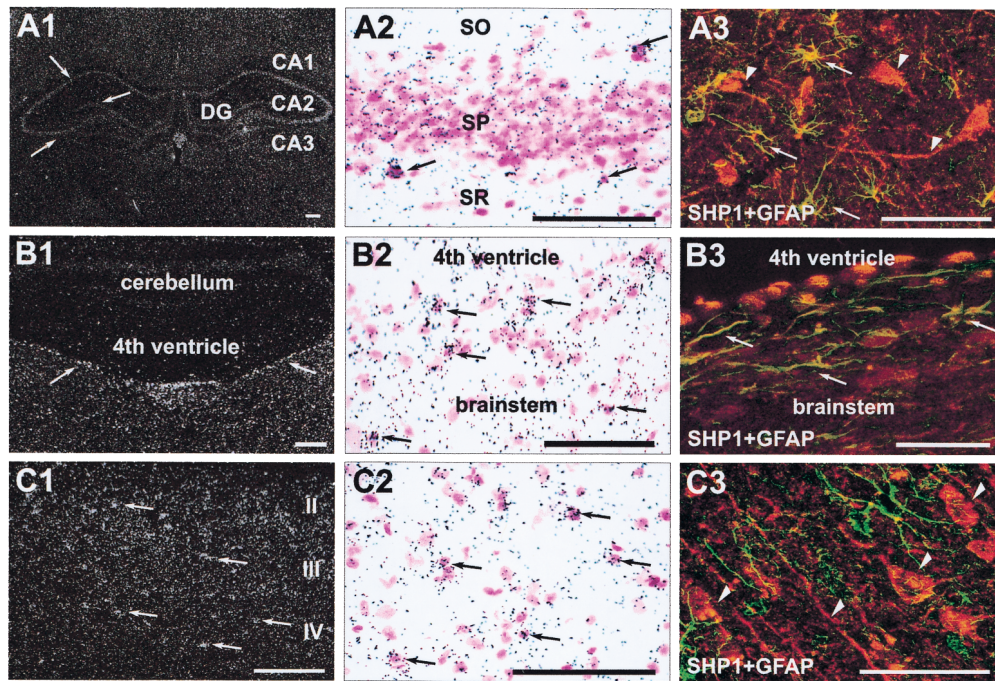 A1
CA1
CA2
DG
CA3
A2
SO
SP
SR
A3
SHP1+GFAP
B1
cerebellum
4th ventricle
B2
4th ventricle
brainstem
B3
4th ventricle
brainstem
SHP1+GFAP
C1
II
III
IV
C2
C3
SHP1+GFAP